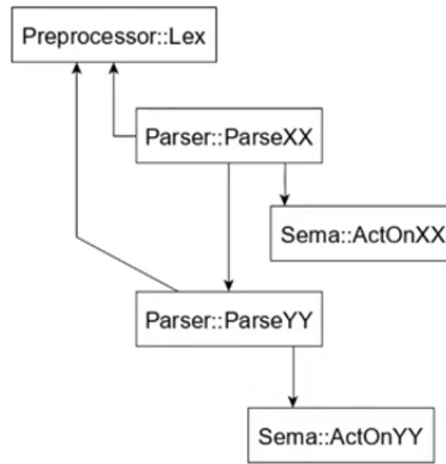 Preprocessor::Lex
Parser::ParseXX
Sema::ActOnXX
Parser::ParseYY
Sema::ActOnYY